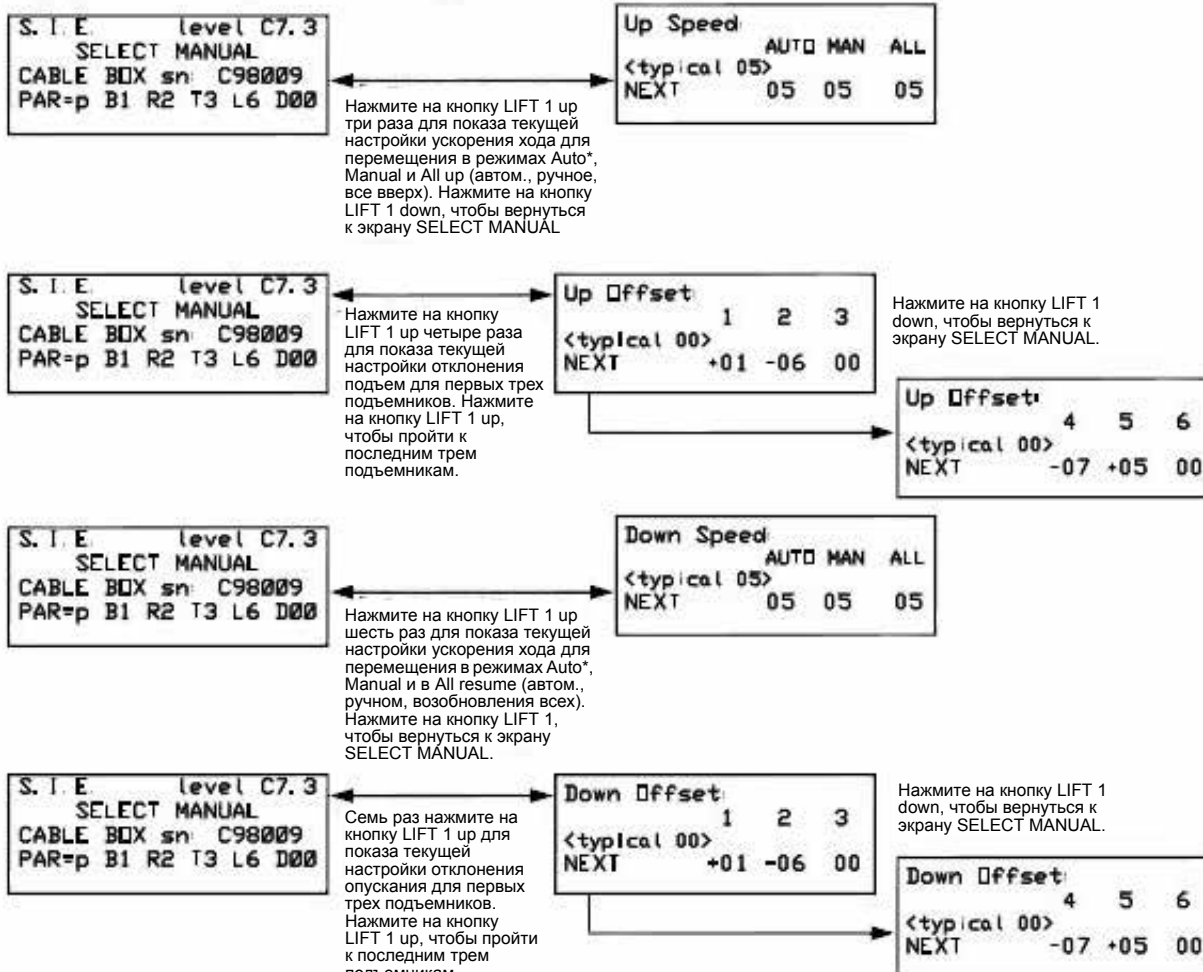 S. I. E. level C7.3
SELECT MANUAL
CABLE BOX sn: C98009
PAR=p B1 R2 T3 L6 D00
Нажмите на кнопку LIFT 1 up
три раза для показа текущей
настройки ускорения хода для
перемещения в режимах Auto*,
Manual и All up (автом., ручное,
все вверх). Нажмите на кнопку
LIFT 1 down, чтобы вернуться
к экрану SELECT MANUAL
Up Speed:
AUTO MAN ALL
<typical 05>
NEXT 05 05 05
S. I. E. level C7.3
SELECT MANUAL
CABLE BOX sn: C98009
PAR=p B1 R2 T3 L6 D00
Нажмите на кнопку
LIFT 1 up четыре раза
для показа текущей
настройки отклонения
подъем для первых трех
подъемников. Нажмите
на кнопку LIFT 1 up,
чтобы пройти к
последним трем
подъемникам.
Up Offset:
1 2 3
<typical 00>
NEXT +01 -06 00
Нажмите на кнопку LIFT 1
down, чтобы вернуться к
экрану SELECT MANUAL.
Up Offset:
4 5 6
<typical 00>
NEXT -07 +05 00
S. I. E. level C7.3
SELECT MANUAL
CABLE BOX sn: C98009
PAR=p B1 R2 T3 L6 D00
Нажмите на кнопку LIFT 1 up
шесть раз для показа текущей
настройки ускорения хода для
перемещения в режимах Auto*,
Manual и в All resume (автом.,
ручном, возобновления всех).
Нажмите на кнопку LIFT 1,
чтобы вернуться к экрану
SELECT MANUAL.
Down Speed:
AUTO MAN ALL
<typical 05>
NEXT 05 05 05
S. I. E. level C7.3
SELECT MANUAL
CABLE BOX sn: C98009
PAR=p B1 R2 T3 L6 D00
Семь раз нажмите на
кнопку LIFT 1 up для
показа текущей
настройки отклонения
опускания для первых
трех подъемников.
Нажмите на кнопку
LIFT 1 up, чтобы пройти
к последним трем
Down Offset:
1 2 3
<typical 00>
NEXT +01 -06 00
Нажмите на кнопку LIFT 1
down, чтобы вернуться к
экрану SELECT MANUAL.
Down Offset:
4 5 6
<typical 00>
NEXT -07 +05 00